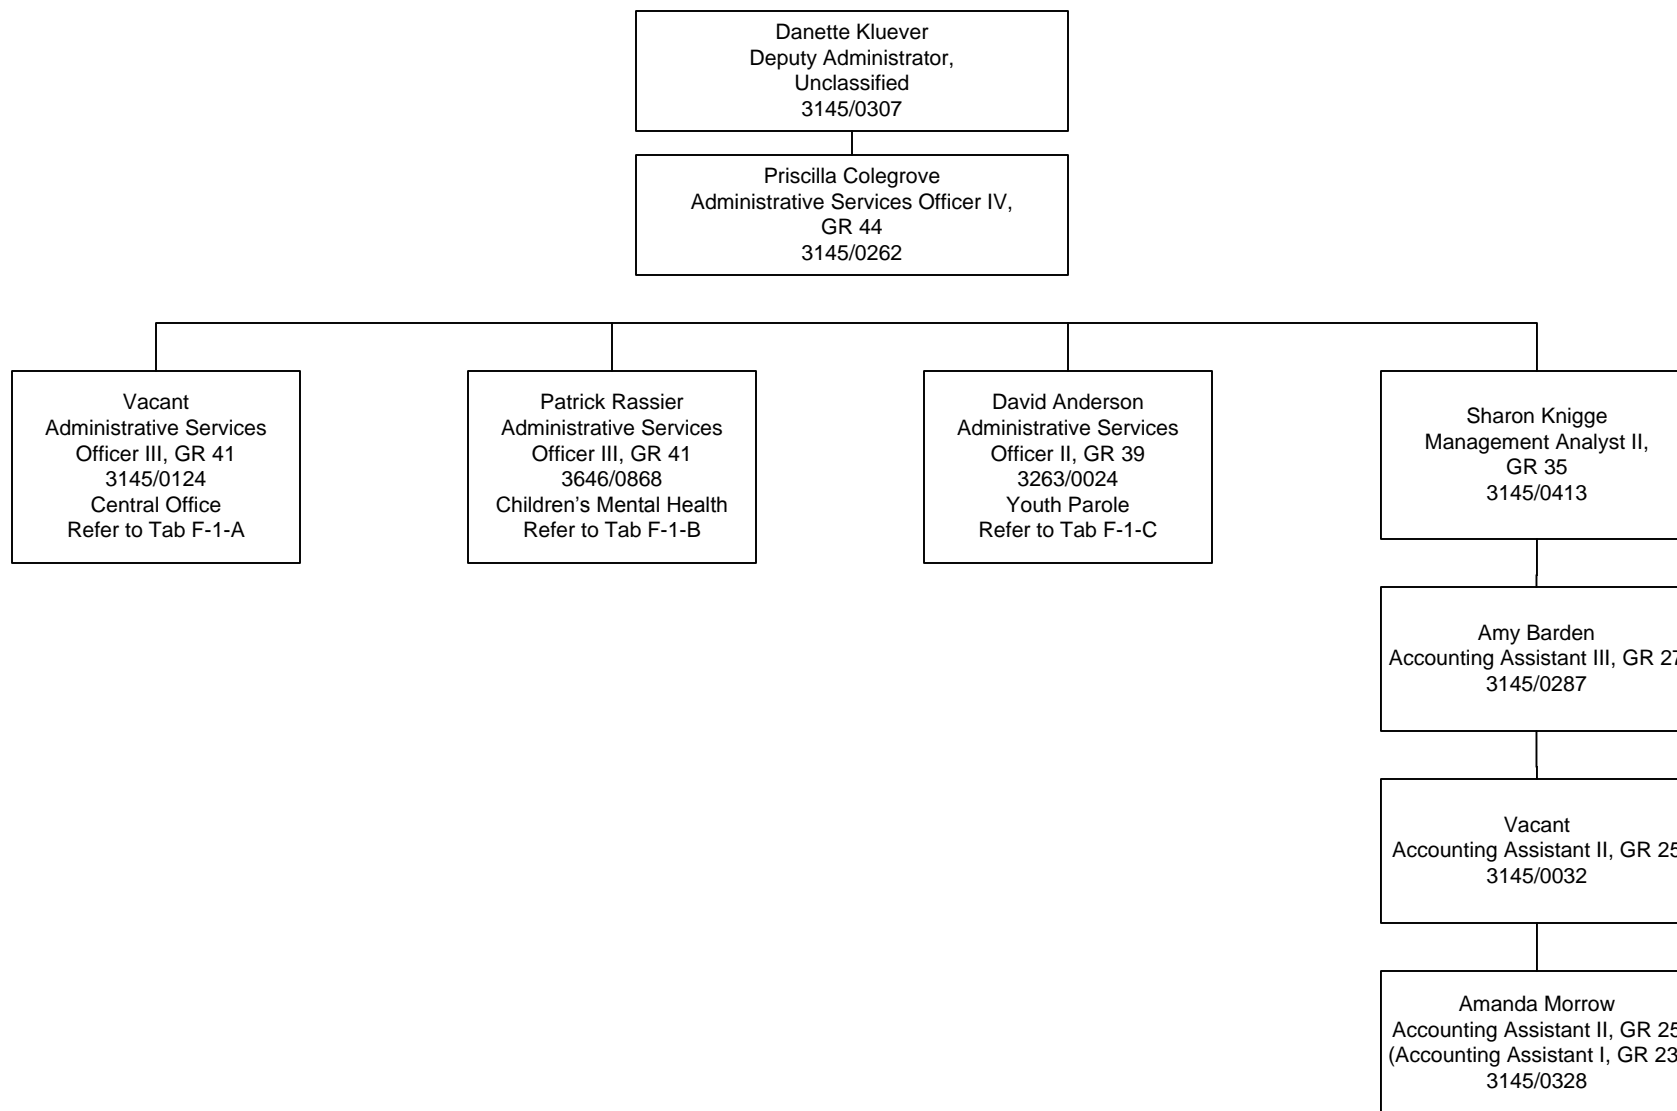 Danette Kluever
Deputy Administrator,
Unclassified
3145/0307
Priscilla Colegrove
Administrative Services Officer IV,
GR 44
3145/0262
Vacant
Administrative Services
Officer III, GR 41
3145/0124
Central Office
Refer to Tab F-1-A
Patrick Rassier
Administrative Services
Officer III, GR 41
3646/0868
Children’s Mental Health
Refer to Tab F-1-B
David Anderson
Administrative Services
Officer II, GR 39
3263/0024
Youth Parole
Refer to Tab F-1-C
Sharon Knigge
Management Analyst II,
GR 35
3145/0413
Amy Barden
Accounting Assistant III, GR 27
3145/0287
Vacant
Accounting Assistant II, GR 25
3145/0032
Amanda Morrow
Accounting Assistant II, GR 25
(Accounting Assistant I, GR 23
3145/0328